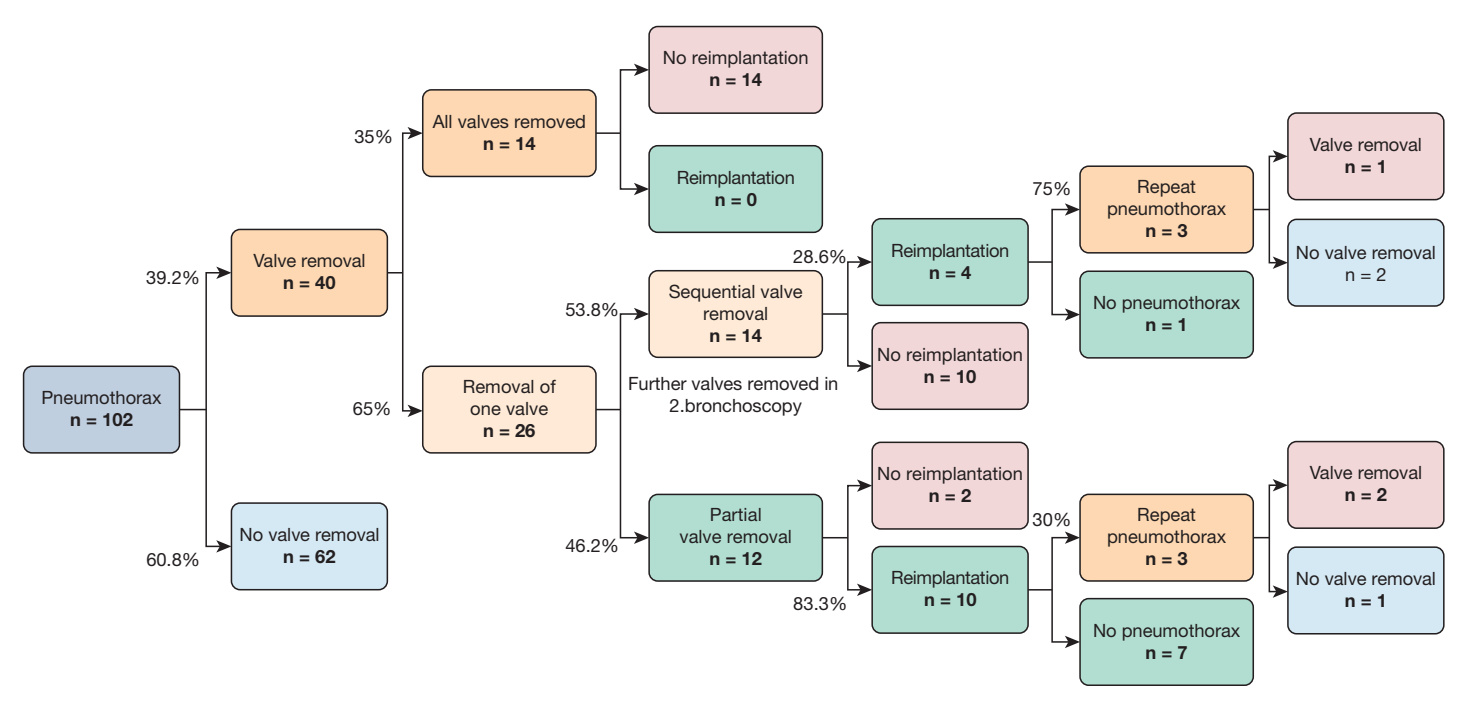 Pneumothorax
n = 102
39.2%
Valve removal
n = 40
60.8%
No valve removal
n = 62
35%
All valves removed
n = 14
65%
Removal of
one valve
n = 26
No reimplantation
n = 14
Reimplantation
n = 0
53.8%
Sequential valve
removal
n = 14
Further valves removed in
2.bronchoscopy
46.2%
Partial
valve removal
n = 12
28.6%
Reimplantation
n = 4
No reimplantation
n = 10
No reimplantation
n = 2
83.3%
Reimplantation
n = 10
75%
Repeat
pneumothorax
n = 3
No pneumothorax
n = 1
30%
Repeat
pneumothorax
n = 3
No pneumothorax
n = 7
Valve removal
n = 1
No valve removal
n = 2
Valve removal
n = 2
No valve removal
n = 1